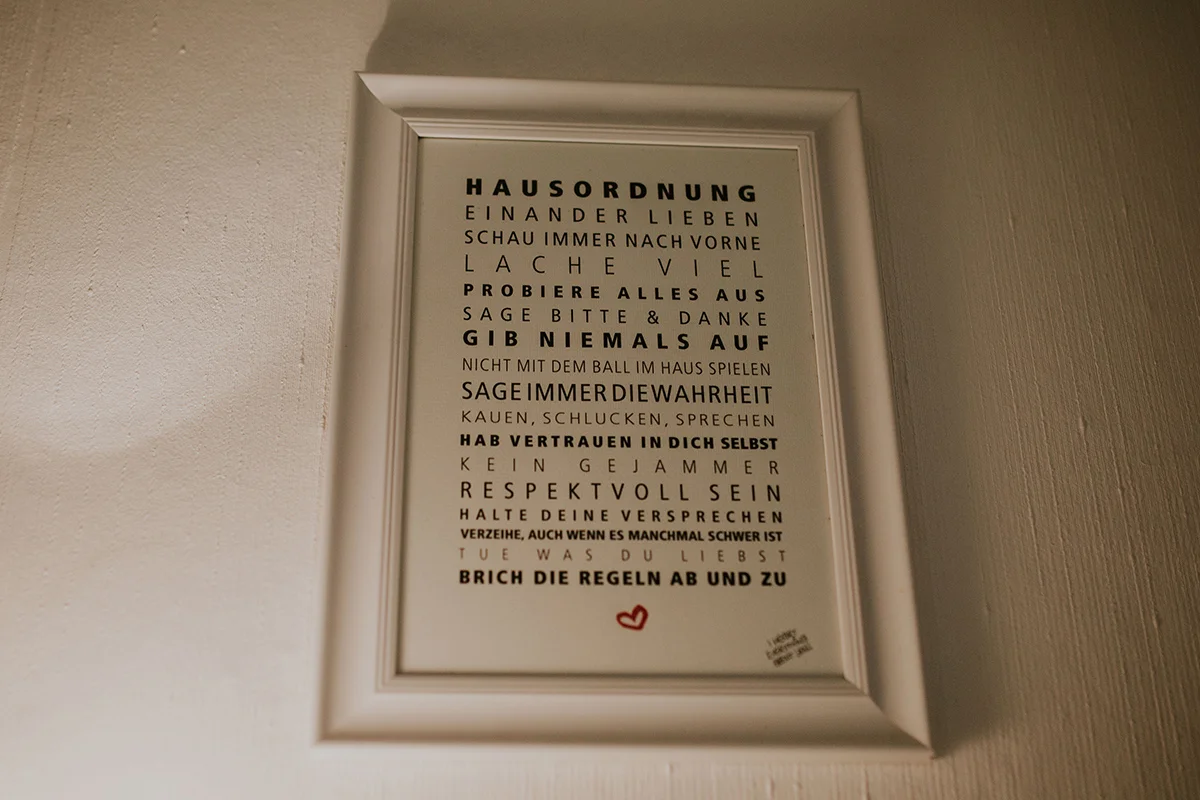 HAUSORDNUNG
EINANDER LIEBEN
SCHAU IMMER NACH VORNE
LACHE VIEL
PROBIERE ALLES AUS
SAGE BITTE & DANKE
GIB NIEMALS AUF
NICHT MIT DEM BALL IM HAUS SPIELEN
SAGE IMMER DIE WAHRHEIT
KAUEN, SCHLUCKEN, SPRECHEN
HAB VERTRAUEN IN DICH SELBST
KEIN GEJAMMER
RESPEKTVOLL SEIN
HALTE DEINE VERSPRECHEN
VERZEIHE, AUCH WENN ES MANCHMAL SCHWER IST
TUE WAS DU LIEBST
BRICH DIE REGELN AB UND ZU